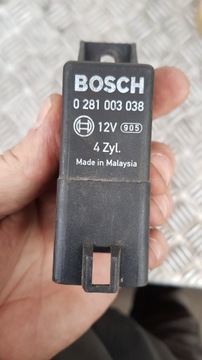 BOSCH
0 281 003 038
12V 905
4 Zyl.
Made in Malaysia